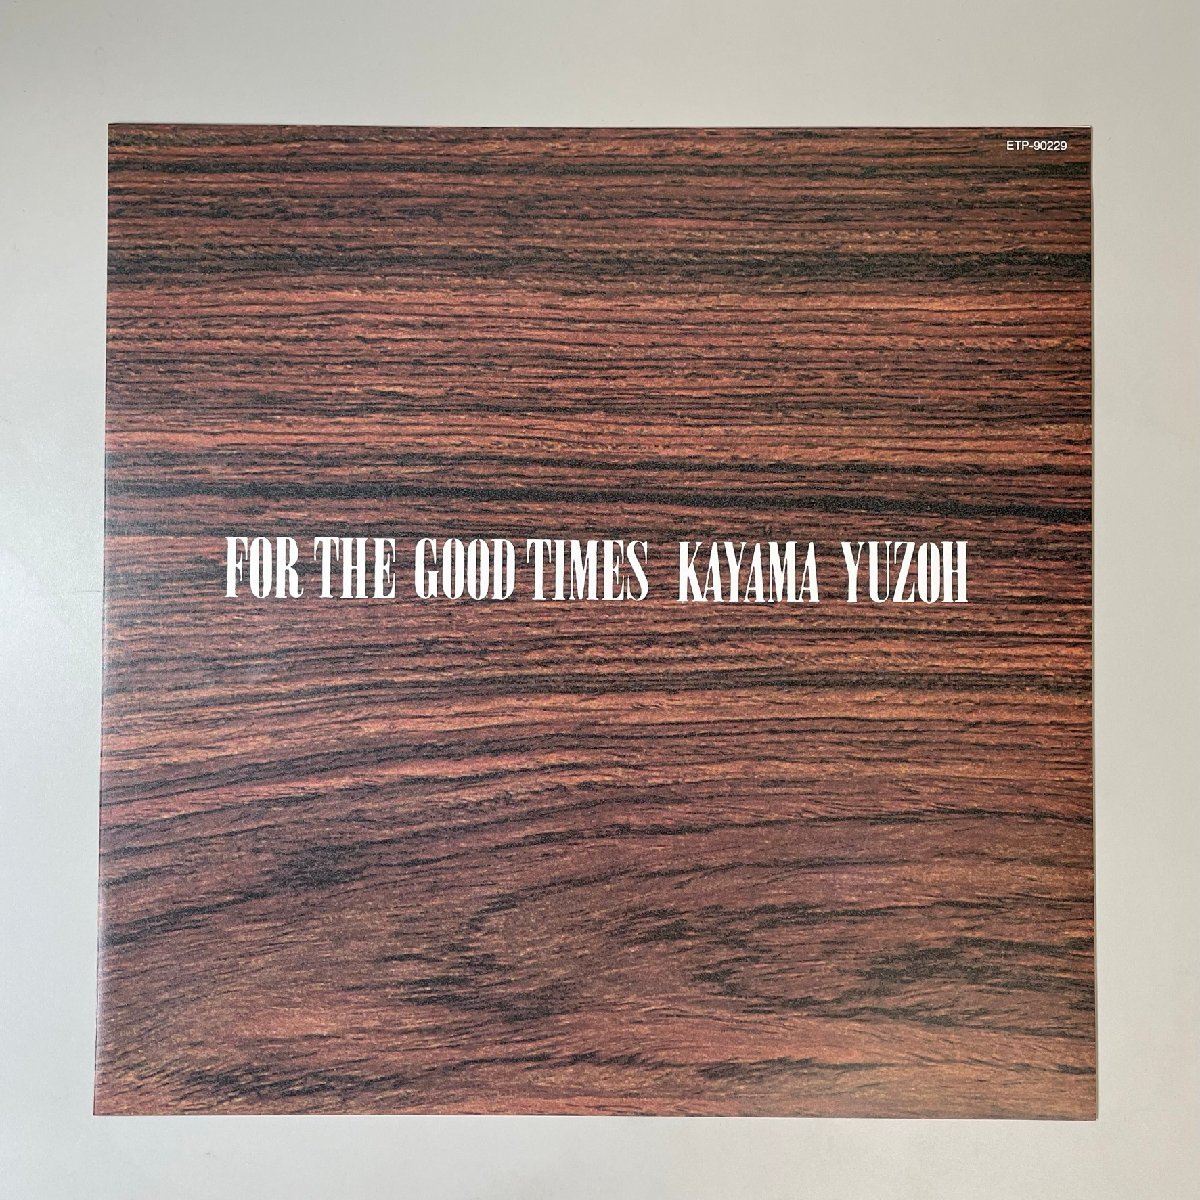 ETP-90229
FOR THE GOOD TIMES KAYAMA YUZOH